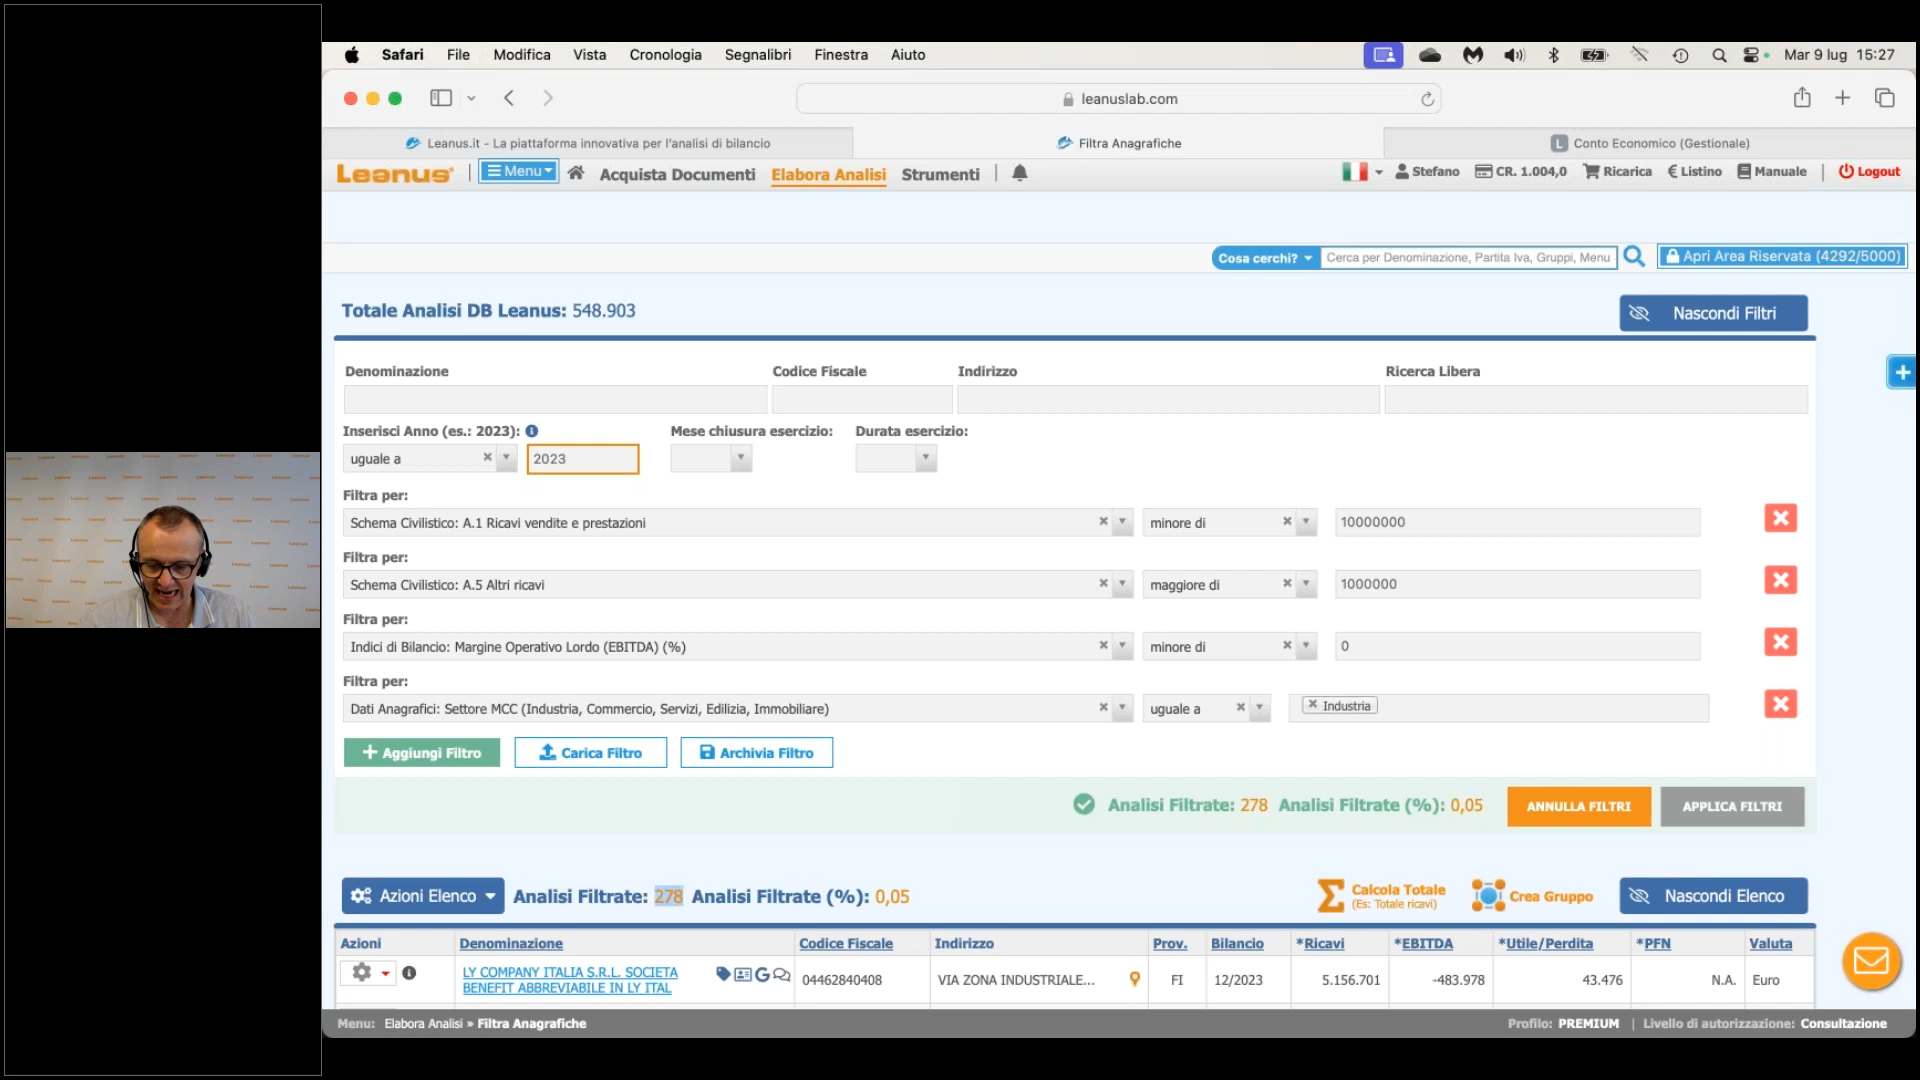 Safari File Modifica Vista Cronologia Segnalibri Finestra Aiuto Mar 9 lug 15:27
leanuslab.com
Leanus.it - La piattaforma innovativa per l'analisi di bilancio Filtra Anagrafiche L Conto Economico (Gestionale)
Leanus Menu Acquista Documenti Elabora Analisi Strumenti Stefano CR. 1.004,0 Ricarica € Listino Manuale Logout
Cosa cerchi? Cerca per Denominazione, Partita Iva, Gruppi, Menu Apri Area Riservata (4292/5000)
Totale Analisi DB Leanus: 548.903 Nascondi Filtri
Denominazione Codice Fiscale Indirizzo Ricerca Libera
Inserisci Anno (es.: 2023): Mese chiusura esercizio: Durata esercizio:
uguale a 2023
Filtra per:
Schema Civilistico: A.1 Ricavi vendite e prestazioni minore di 10000000
Filtra per:
Schema Civilistico: A.5 Altri ricavi maggiore di 1000000
Filtra per:
Indici di Bilancio: Margine Operativo Lordo (EBITDA) (%) minore di 0
Filtra per:
Dati Anagrafici: Settore MCC (Industria, Commercio, Servizi, Edilizia, Immobiliare) uguale a Industria
Aggiungi Filtro Carica Filtro Archivia Filtro
Analisi Filtrate: 278 Analisi Filtrate (%): 0,05 ANNULLA FILTRI APPLICA FILTRI
Azioni Elenco Analisi Filtrate: 278 Analisi Filtrate (%): 0,05 Calcola Totale (Es: Totale ricavi) Crea Gruppo Nascondi Elenco
Azioni Denominazione Codice Fiscale Indirizzo Prov. Bilancio *Ricavi *EBITDA *Utile/Perdita *PFN Valuta
LY COMPANY ITALIA S.R.L. SOCIETA
BENEFIT ABBREVIABILE IN LY ITAL 04462840408 VIA ZONA INDUSTRIALE... FI 12/2023 5.156.701 -483.978 43.476 N.A. Euro
Menu: Elabora Analisi » Filtra Anagrafiche Profilo: PREMIUM | Livello di autorizzazione: Consultazione